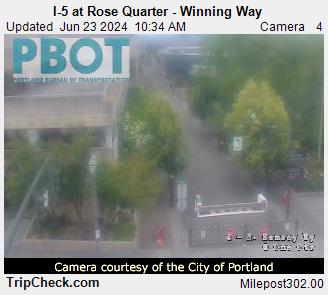 I-5 at Rose Quarter - Winning Way
Updated Jun 23 2024 10:34 AM Camera 4
PBOT
PORTLAND BUREAU OF TRANSPORTATION
Camera courtesy of the City of Portland
TripCheck.com Milepost302.00